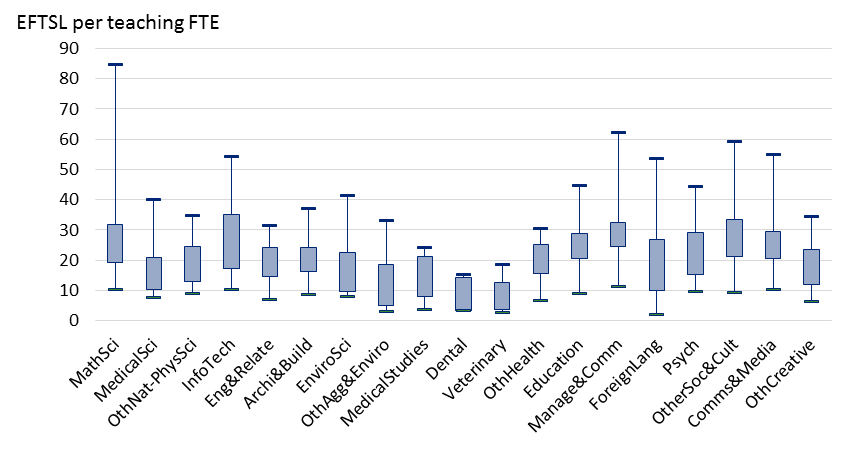 EFTSL per teaching FTE
90
80
70
60
50
40
30
20
10
0
MathSci
MedicalSci
OthNat-PhysSci
InfoTech
Eng&Relate
Archi&Build
EnviroSci
OthAgg&Enviro
MedicalStudies
Dental
Veterinary
OthHealth
Education
Manage&Comm
ForeignLang
Psych
OtherSoc&Cult
Comms&Media
OthCreative